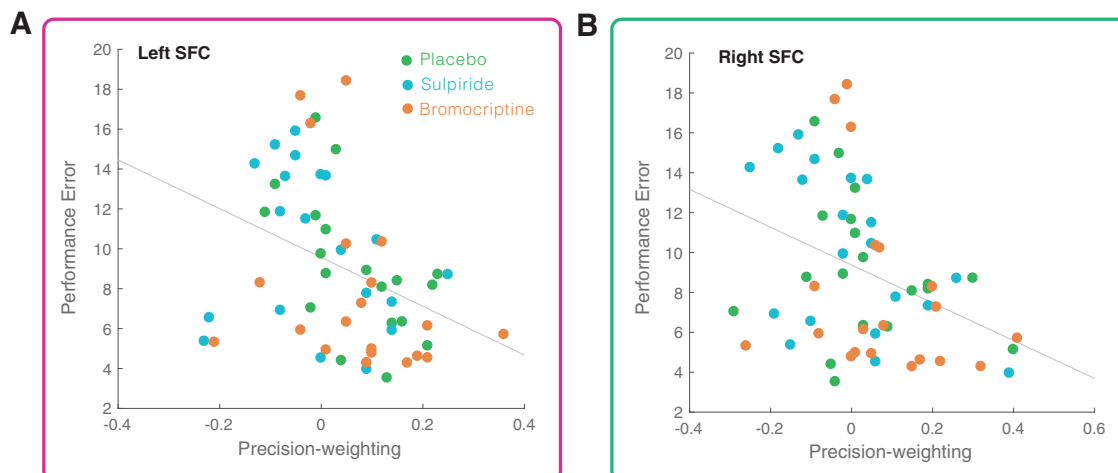 A
Left SFC
Placebo
Sulpiride
Bromocriptine
Performance Error
20
18
16
14
12
10
8
6
4
2
-0.4
-0.2
0
0.2
0.4
Precision-weighting
B
Right SFC
Performance Error
20
18
16
14
12
10
8
6
4
2
-0.4
-0.2
0
0.2
0.4
0.6
Precision-weighting